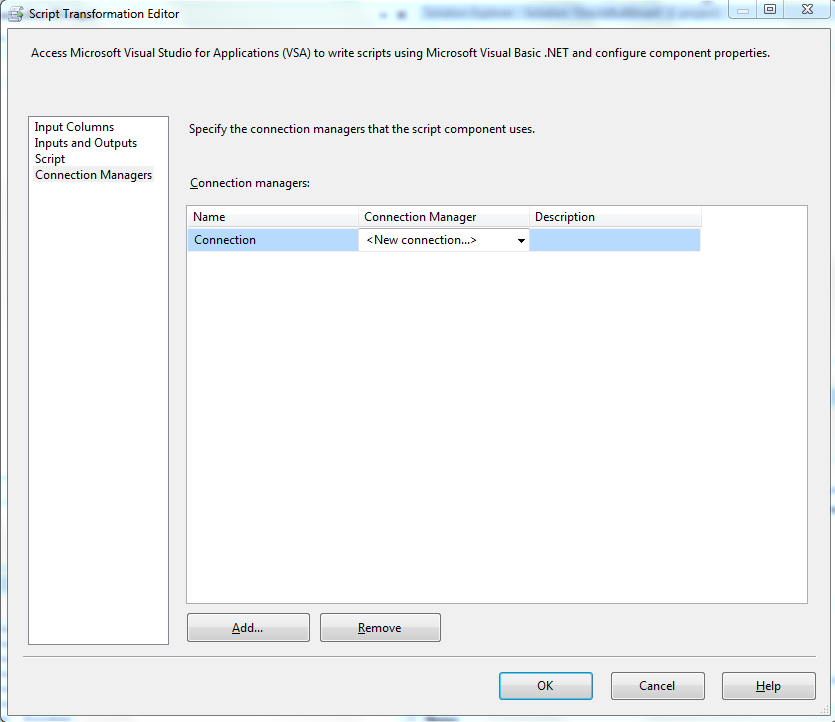 Script Transformation Editor
Access Microsoft Visual Studio for Applications (VSA) to write scripts using Microsoft Visual Basic .NET and configure component properties.
Input Columns
Inputs and Outputs
Script
Connection Managers
Specify the connection managers that the script component uses.
Connection managers:
Name Connection Manager Description
Connection <New connection...>
Add... Remove
OK Cancel Help